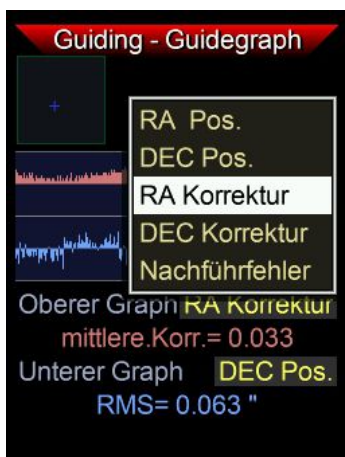 Guiding - Guidegraph
RA Pos.
DEC Pos.
RA Korrektur
DEC Korrektur
Nachführfehler
Oberer Graph RA Korrektur
mittlere.Korr.= 0.033
Unterer Graph DEC Pos.
RMS= 0.063 "